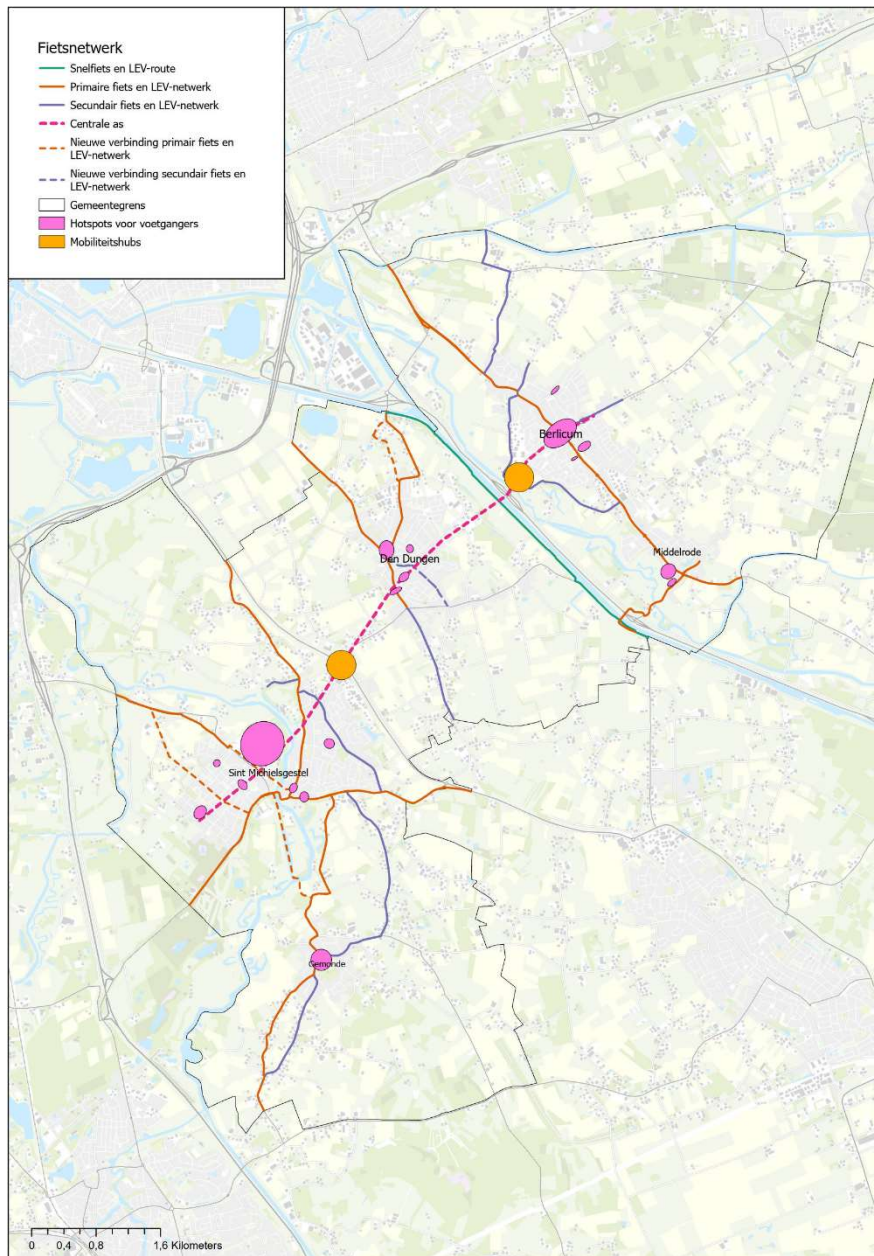 Fietsnetwerk
Snelfiets en LEV-route
Primaire fiets en LEV-netwerk
Secundair fiets en LEV-netwerk
Centrale as
Nieuwe verbinding primair fiets en
LEV-netwerk
Nieuwe verbinding secundair fiets en
LEV-netwerk
Gemeentegrens
Hotspots voor voetgangers
Mobiliteitshubs
Berlicum
Middelrode
Den Dungen
Sint Michielsgestel
Gemonde
0 0,4 0,8 1,6 Kilometers